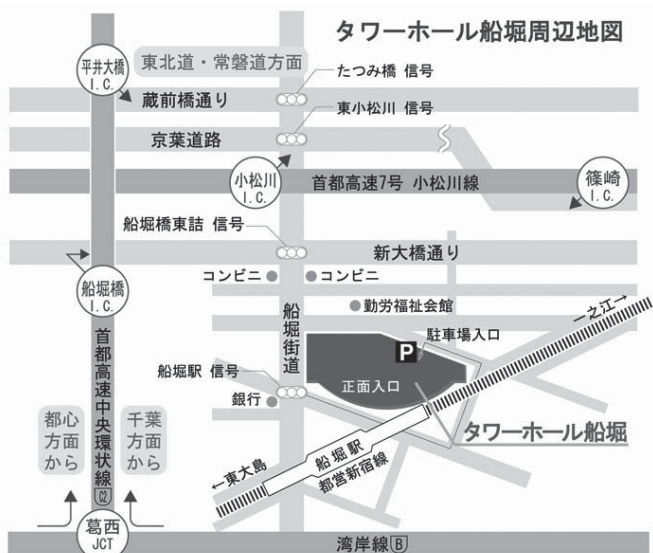 タワーホール船堀周辺地図
平井大橋
I.C.
東北道・常磐道方面
たつみ橋 信号
蔵前橋通り
東小松川 信号
京葉道路
小松川
I.C.
首都高速7号 小松川線
篠崎
I.C.
船堀橋東詰 信号
新大橋通り
コンビニ
コンビニ
船堀橋
I.C.
勤労福祉会館
一之江→
船堀街道
駐車場入口
P
首都高速中央環状線
C2
船堀駅 信号
正面入口
銀行
タワーホール船堀
都心
方面
から
千葉
方面
から
船堀駅
都営新宿線
←東大島
葛西
JCT
湾岸線 B